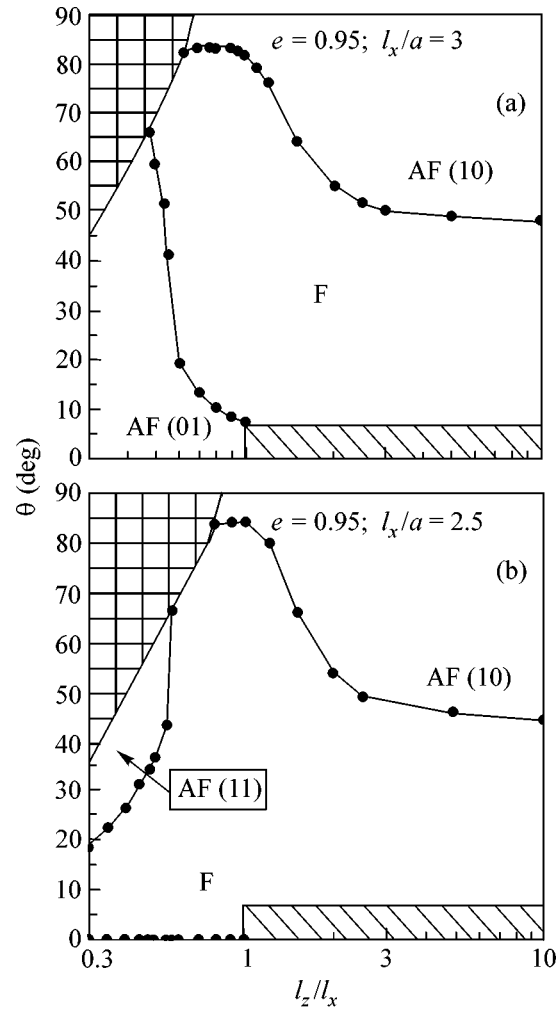 90
e = 0.95; l_x/a = 3
80
(a)
70
60
AF (10)
50
40
F
30
20
10
AF (01)
0
θ (deg)
90
e = 0.95; l_x/a = 2.5
80
(b)
70
60
AF (10)
50
40
AF (11)
30
20
F
10
0
0.3 1 3 10
l_z/l_x